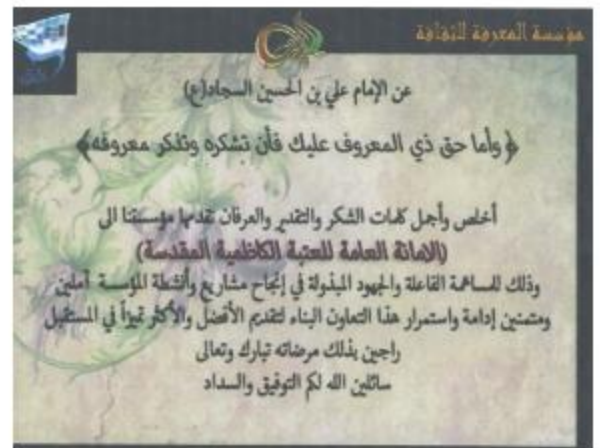 مؤسسة المعرفة للثقافة
عن الإمام علي بن الحسين السجاد(ع)
﴿وأما حق ذي المعروف عليك فأن تشكره وتذكر معروفه﴾
أخلص وأجمل كلمات الشكر والتقدير والعرفان تقدمها مؤسستنا الى
(الامانة العامة للعتبة الكاظمية المقدسة)
وذلك للمساهمة الفاعلة والجهود المبذولة في إنجاح مشاريع وأنشطة المؤسسة آملين
ومتمنين إدامة واستمرار هذا التعاون البناء لتقديم الأفضل والأكثر تميزاً في المستقبل
راجين بذلك مرضاته تبارك وتعالى
سائلين الله لكم التوفيق والسداد